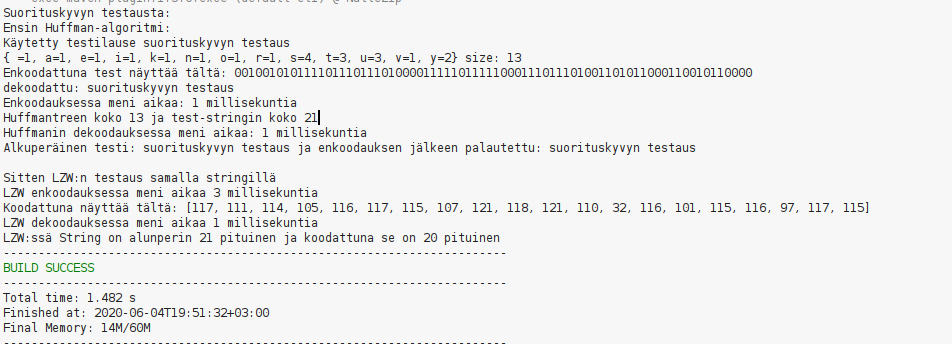 Suorituskyvyn testausta:
Ensin Huffman-algoritmi:
Käytetty testilause suorituskyvyn testaus
{ =1, a=1, e=1, i=1, k=1, n=1, o=1, r=1, s=4, t=3, u=3, v=1, y=2} size: 13
Enkoodattuna test näyttää tältä: 001001010111101110111010000111111011111000111011101001101011000110010110000
dekoodattu: suorituskyvyn testaus
Enkoodauksessa meni aikaa: 1 millisekuntia
Huffmantreen koko 13 ja test-stringin koko 21
Huffmanin dekoodauksessa meni aikaa: 1 millisekuntia
Alkuperäinen testi: suorituskyvyn testaus ja enkoodauksen jälkeen palautettu: suorituskyvyn testaus
Sitten LZW:n testaus samalla stringillä
LZW enkoodauksessa meni aikaa 3 millisekuntia
Koodattuna näyttää tältä: [117, 111, 114, 105, 116, 117, 115, 107, 121, 118, 121, 110, 32, 116, 101, 115, 116, 97, 117, 115]
LZW dekoodauksessa meni aikaa 1 millisekuntia
LZW:ssä String on alunperin 21 pituinen ja koodattuna se on 20 pituinen
------------------------------------------------------------------------
BUILD SUCCESS
------------------------------------------------------------------------
Total time: 1.482 s
Finished at: 2020-06-04T19:51:32+03:00
Final Memory: 14M/60M
------------------------------------------------------------------------